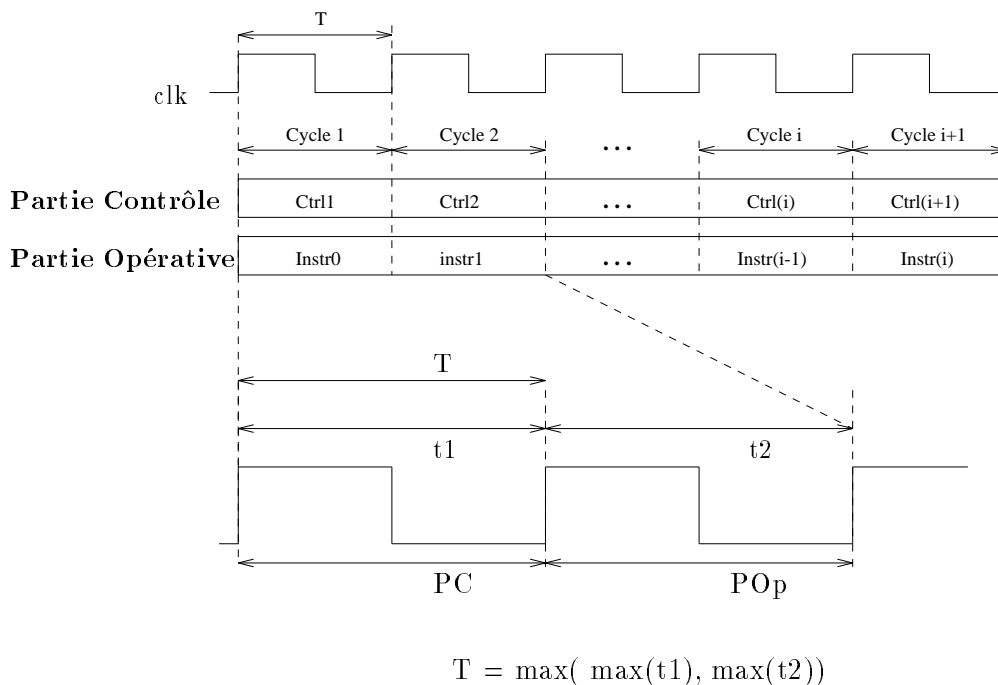 T
clk
Cycle 1 Cycle 2 ... Cycle i Cycle i+1
Partie Contrôle Ctrl1 Ctrl2 ... Ctrl(i) Ctrl(i+1)
Partie Opérative Instr0 instr1 ... Instr(i-1) Instr(i)
T
t1 t2
PC POp
T = max( max(t1), max(t2))